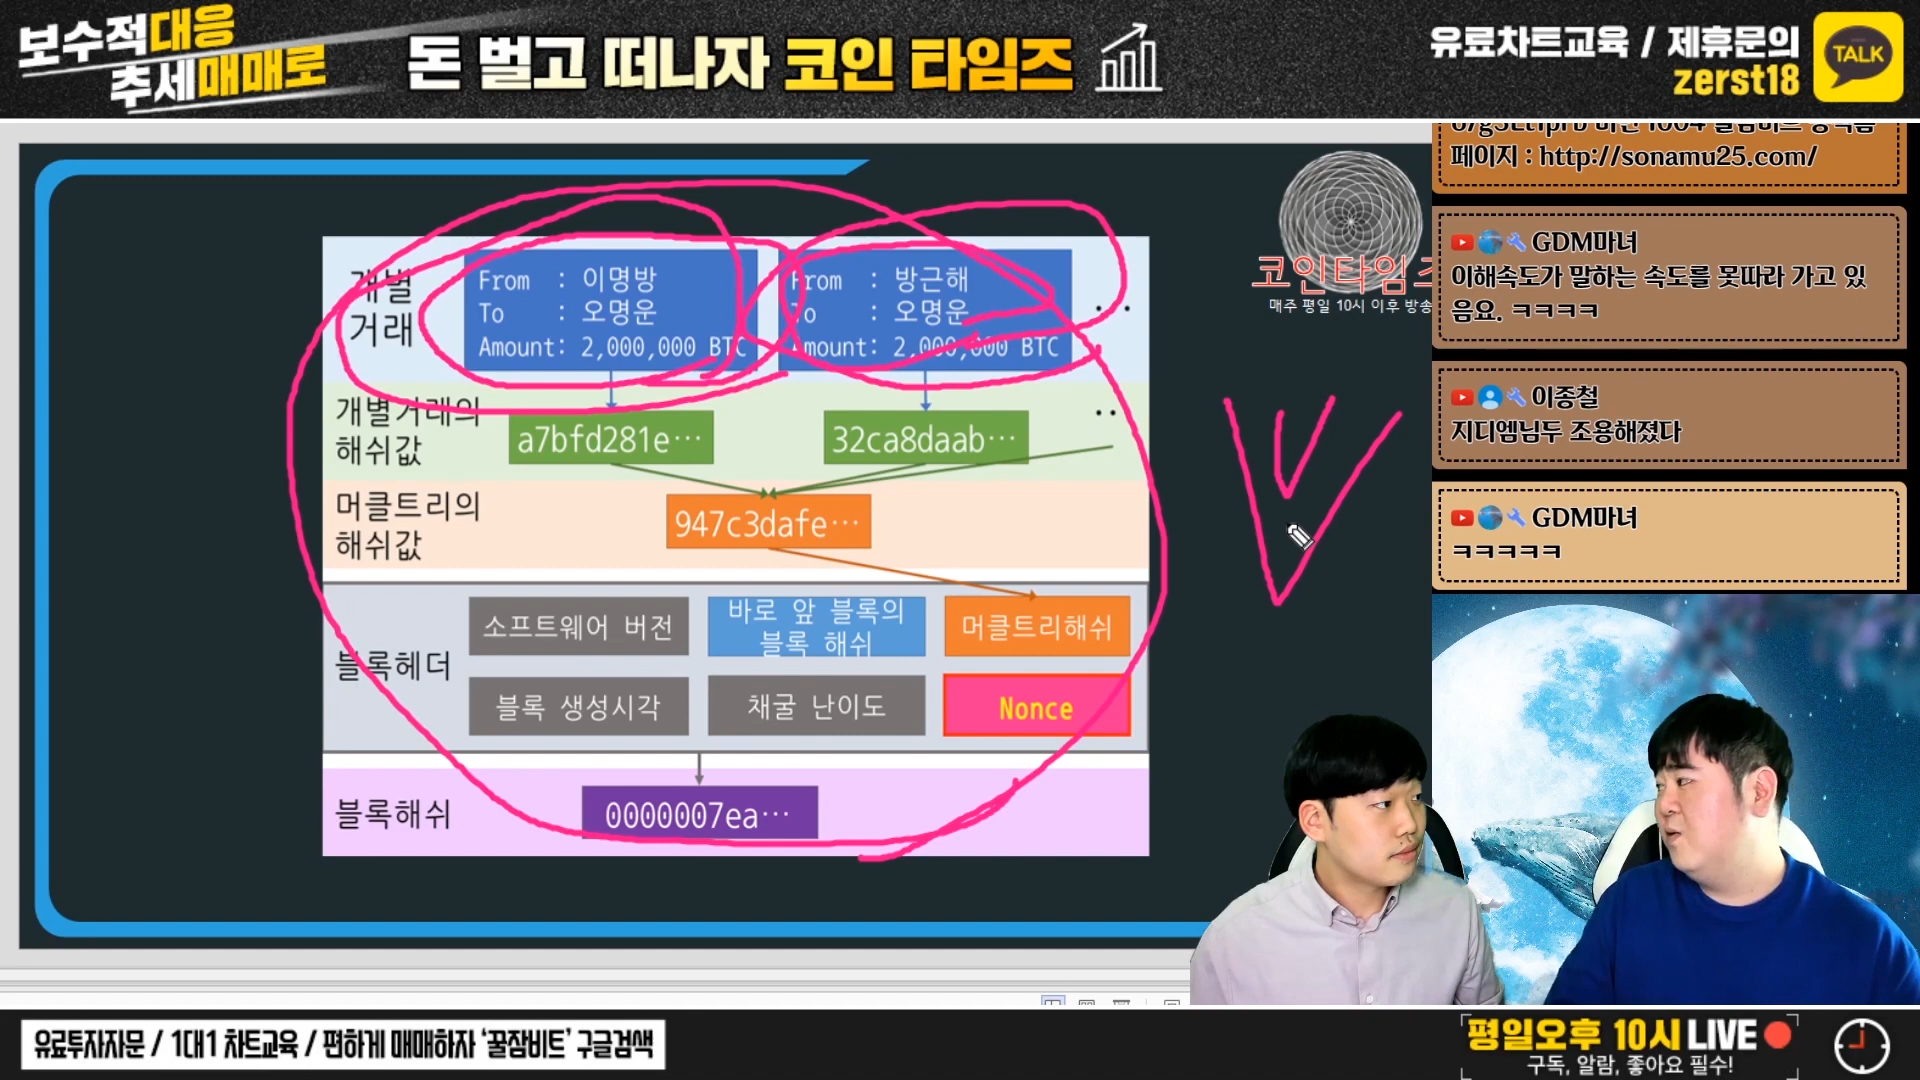 보수적대응
추세매매로
돈 벌고 떠나자 코인 타임즈
유료차트교육 / 제휴문의
zerst18
TALK
페이지 : http://sonamu25.com/
GDM마녀
이해속도가 말하는 속도를 못따라 가고 있
음요. ㅋㅋㅋㅋ
이종철
지디엠님두 조용해졌다
GDM마녀
ㅋㅋㅋㅋㅋ
코인타임즈
매주 평일 10시 이후 방송
개별
거래
From : 이명방
To : 오명운
Amount: 2,000,000 BTC
From : 방근해
To : 오명운
Amount: 2,000,000 BTC
개별거래의
해쉬값
a7bfd281e···
32ca8daab···
머클트리의
해쉬값
947c3dafe···
블록헤더
소프트웨어 버전
바로 앞 블록의
블록 해쉬
머클트리해쉬
블록 생성시각
채굴 난이도
Nonce
블록해쉬
0000007ea···
유료투자자문 / 1대1 차트교육 / 편하게 매매하자 '꿀잠비트' 구글검색
평일오후 10시 LIVE
구독, 알람, 좋아요 필수!